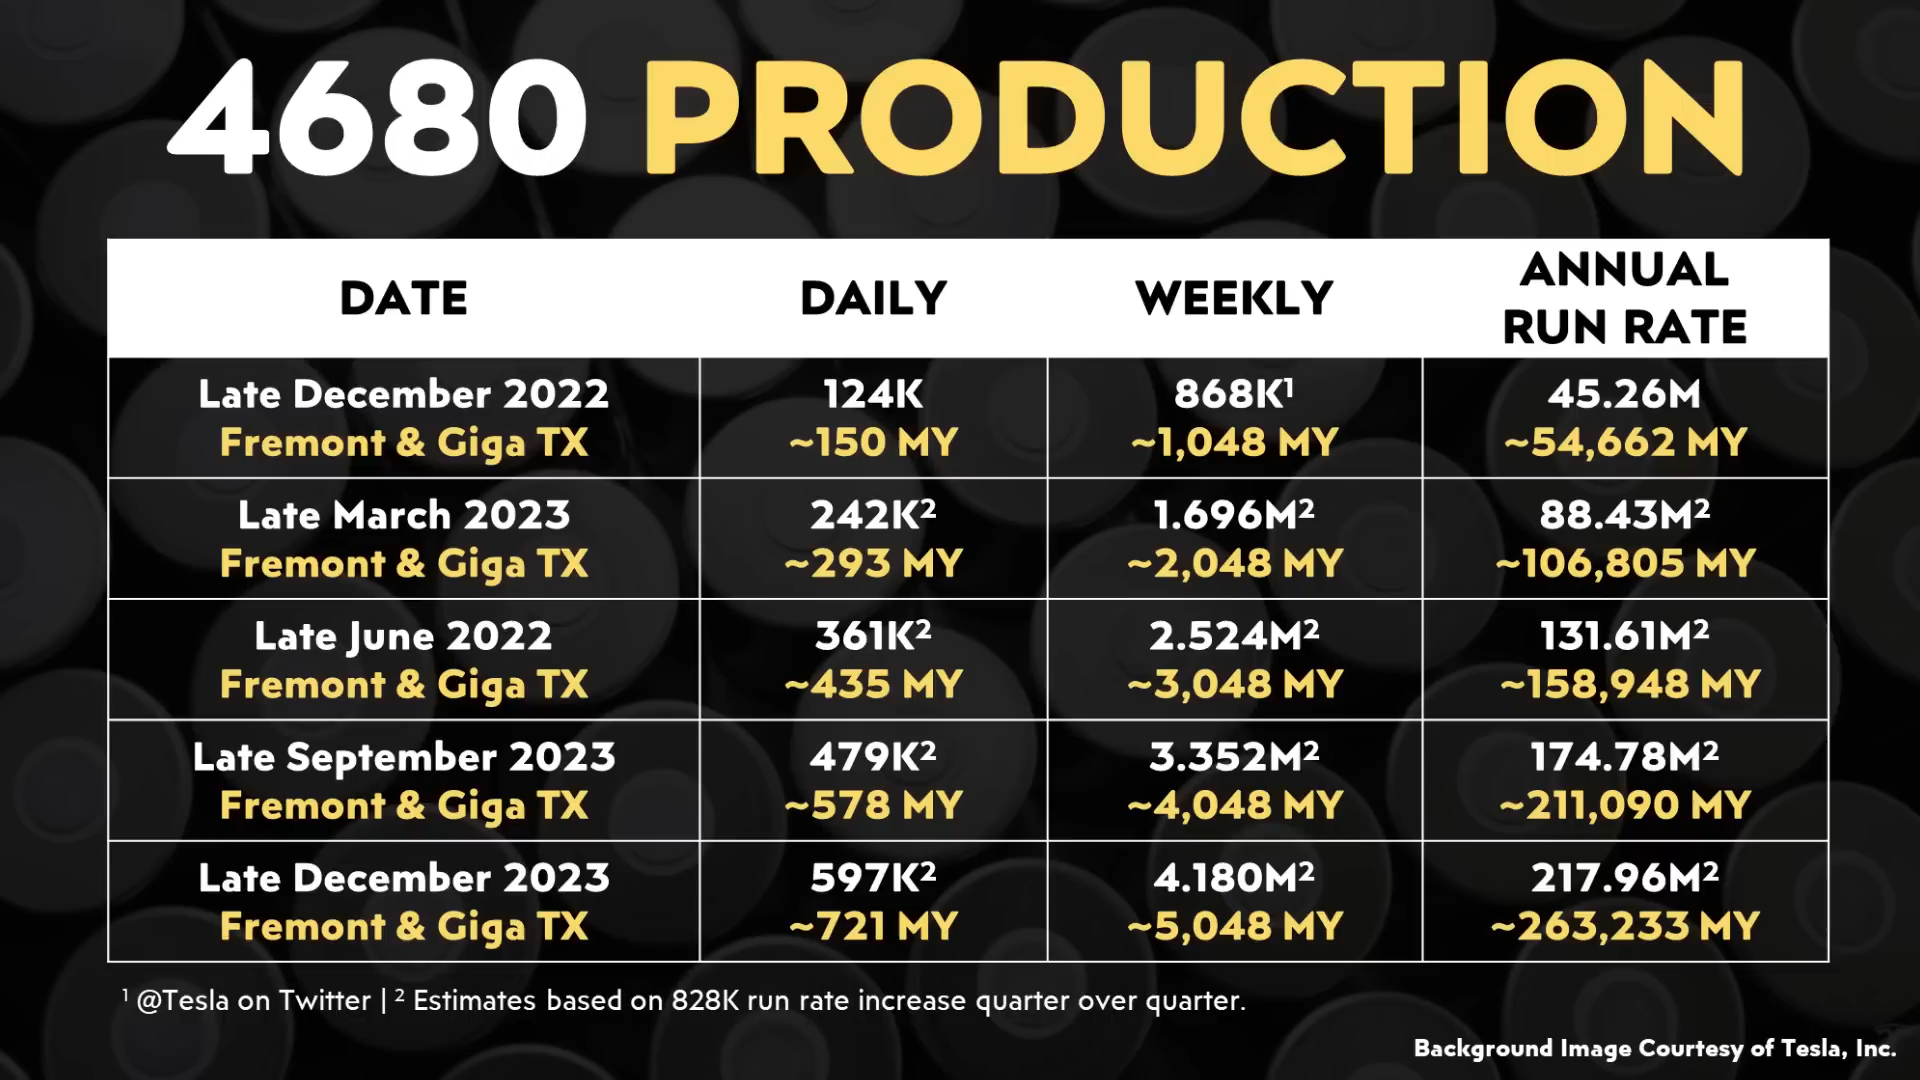 4680 PRODUCTION
DATE DAILY WEEKLY ANNUAL RUN RATE
Late December 2022 124K 868K¹ 45.26M
Fremont & Giga TX ~150 MY ~1,048 MY ~54,662 MY
Late March 2023 242K² 1.696M² 88.43M²
Fremont & Giga TX ~293 MY ~2,048 MY ~106,805 MY
Late June 2022 361K² 2.524M² 131.61M²
Fremont & Giga TX ~435 MY ~3,048 MY ~158,948 MY
Late September 2023 479K² 3.352M² 174.78M²
Fremont & Giga TX ~578 MY ~4,048 MY ~211,090 MY
Late December 2023 597K² 4.180M² 217.96M²
Fremont & Giga TX ~721 MY ~5,048 MY ~263,233 MY
¹ @Tesla on Twitter | ² Estimates based on 828K run rate increase quarter over quarter.
Background Image Courtesy of Tesla, Inc.